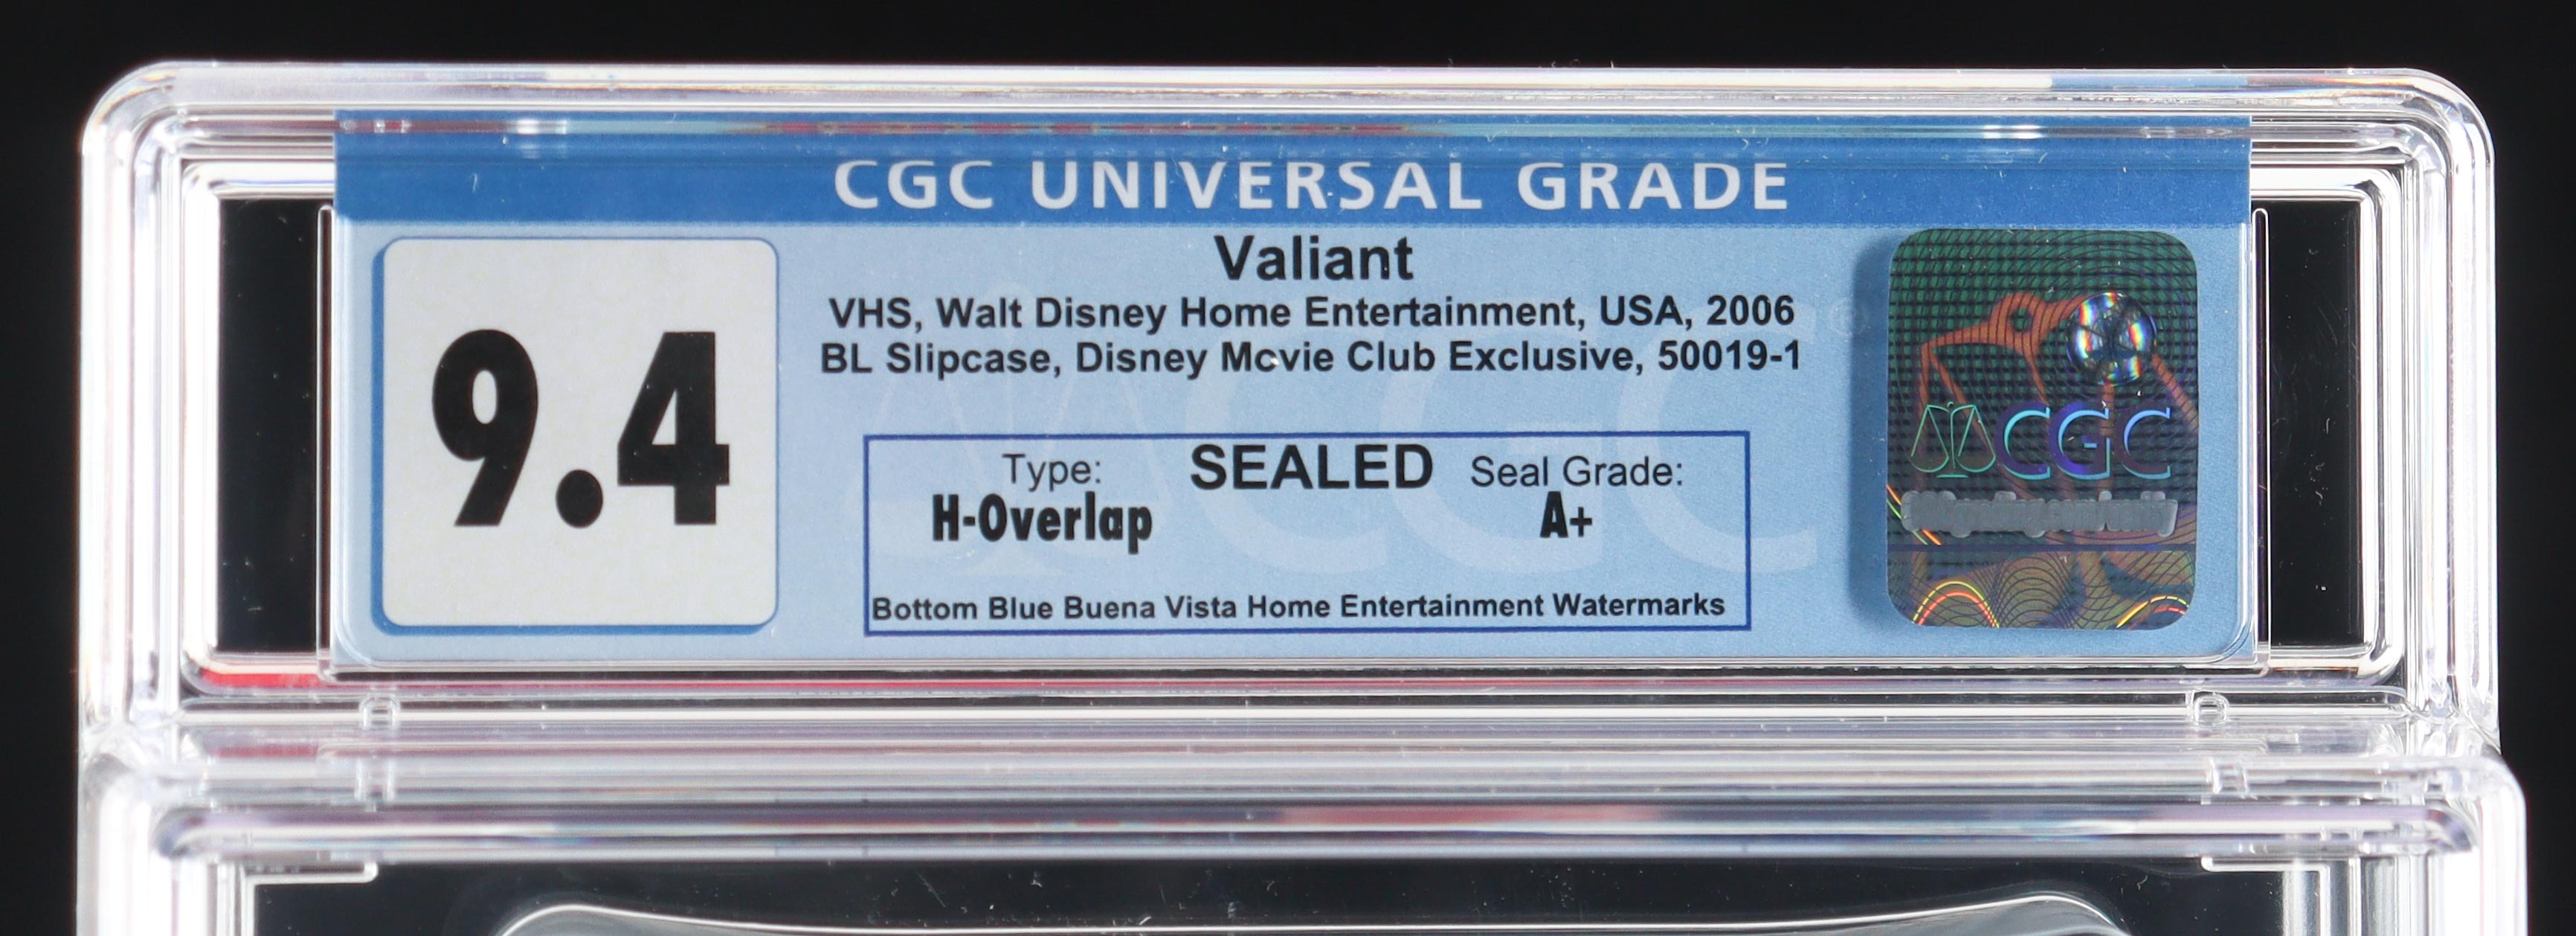 CGC UNIVERSAL GRADE
9.4
Valiant
VHS, Walt Disney Home Entertainment, USA, 2006
BL Slipcase, Disney Movie Club Exclusive, 50019-1
Type: SEALED Seal Grade:
H-Overlap A+
Bottom Blue Buena Vista Home Entertainment Watermarks
CGC